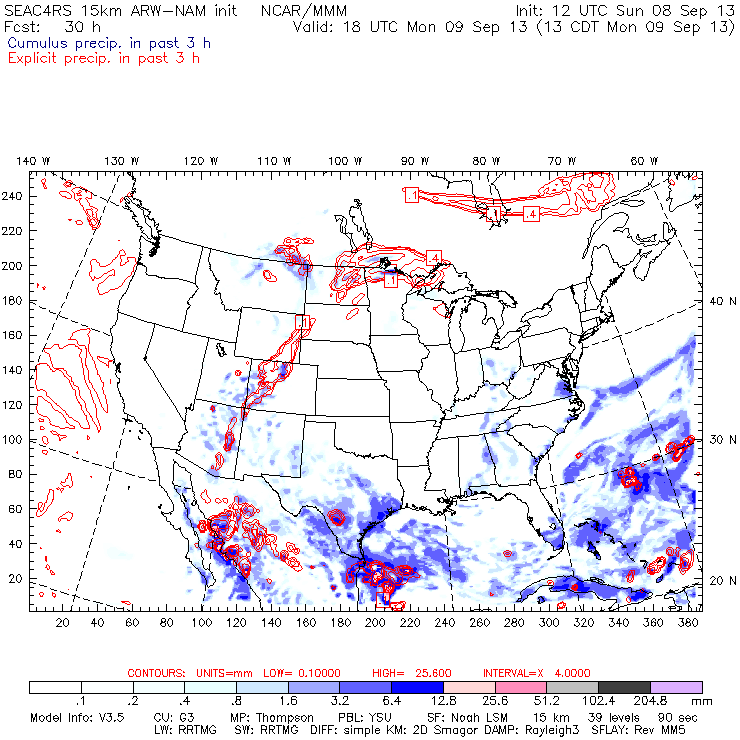 SEAC4RS 15km ARW-NAM init NCAR/MMM Init: 12 UTC Sun 08 Sep 13
Fcst: 30 h Valid: 18 UTC Mon 09 Sep 13 (13 CDT Mon 09 Sep 13)
Cumulus precip. in past 3 h
Explicit precip. in past 3 h
140 W 130 W 120 W 110 W 100 W 90 W 80 W 70 W 60 W
240 .1 .1 .4
220
200 .4
.1
180 40 N
160 .1
140
120
100 30 N
80
60
40
20 20 N
20 40 60 80 100 120 140 160 180 200 220 240 260 280 300 320 340 360 380
CONTOURS: UNITS=mm LOW= 0.10000 HIGH= 25.600 INTERVAL=X 4.0000
.1 .2 .4 .8 1.6 3.2 6.4 12.8 25.6 51.2 102.4 204.8 mm
Model Info: V3.5 CU: G3 MP: Thompson PBL: YSU SF: Noah LSM 15 km 39 levels 90 sec
LW: RRTMG SW: RRTMG DIFF: simple KM: 2D Smagor DAMP: Rayleigh3 SFLAY: Rev MM5